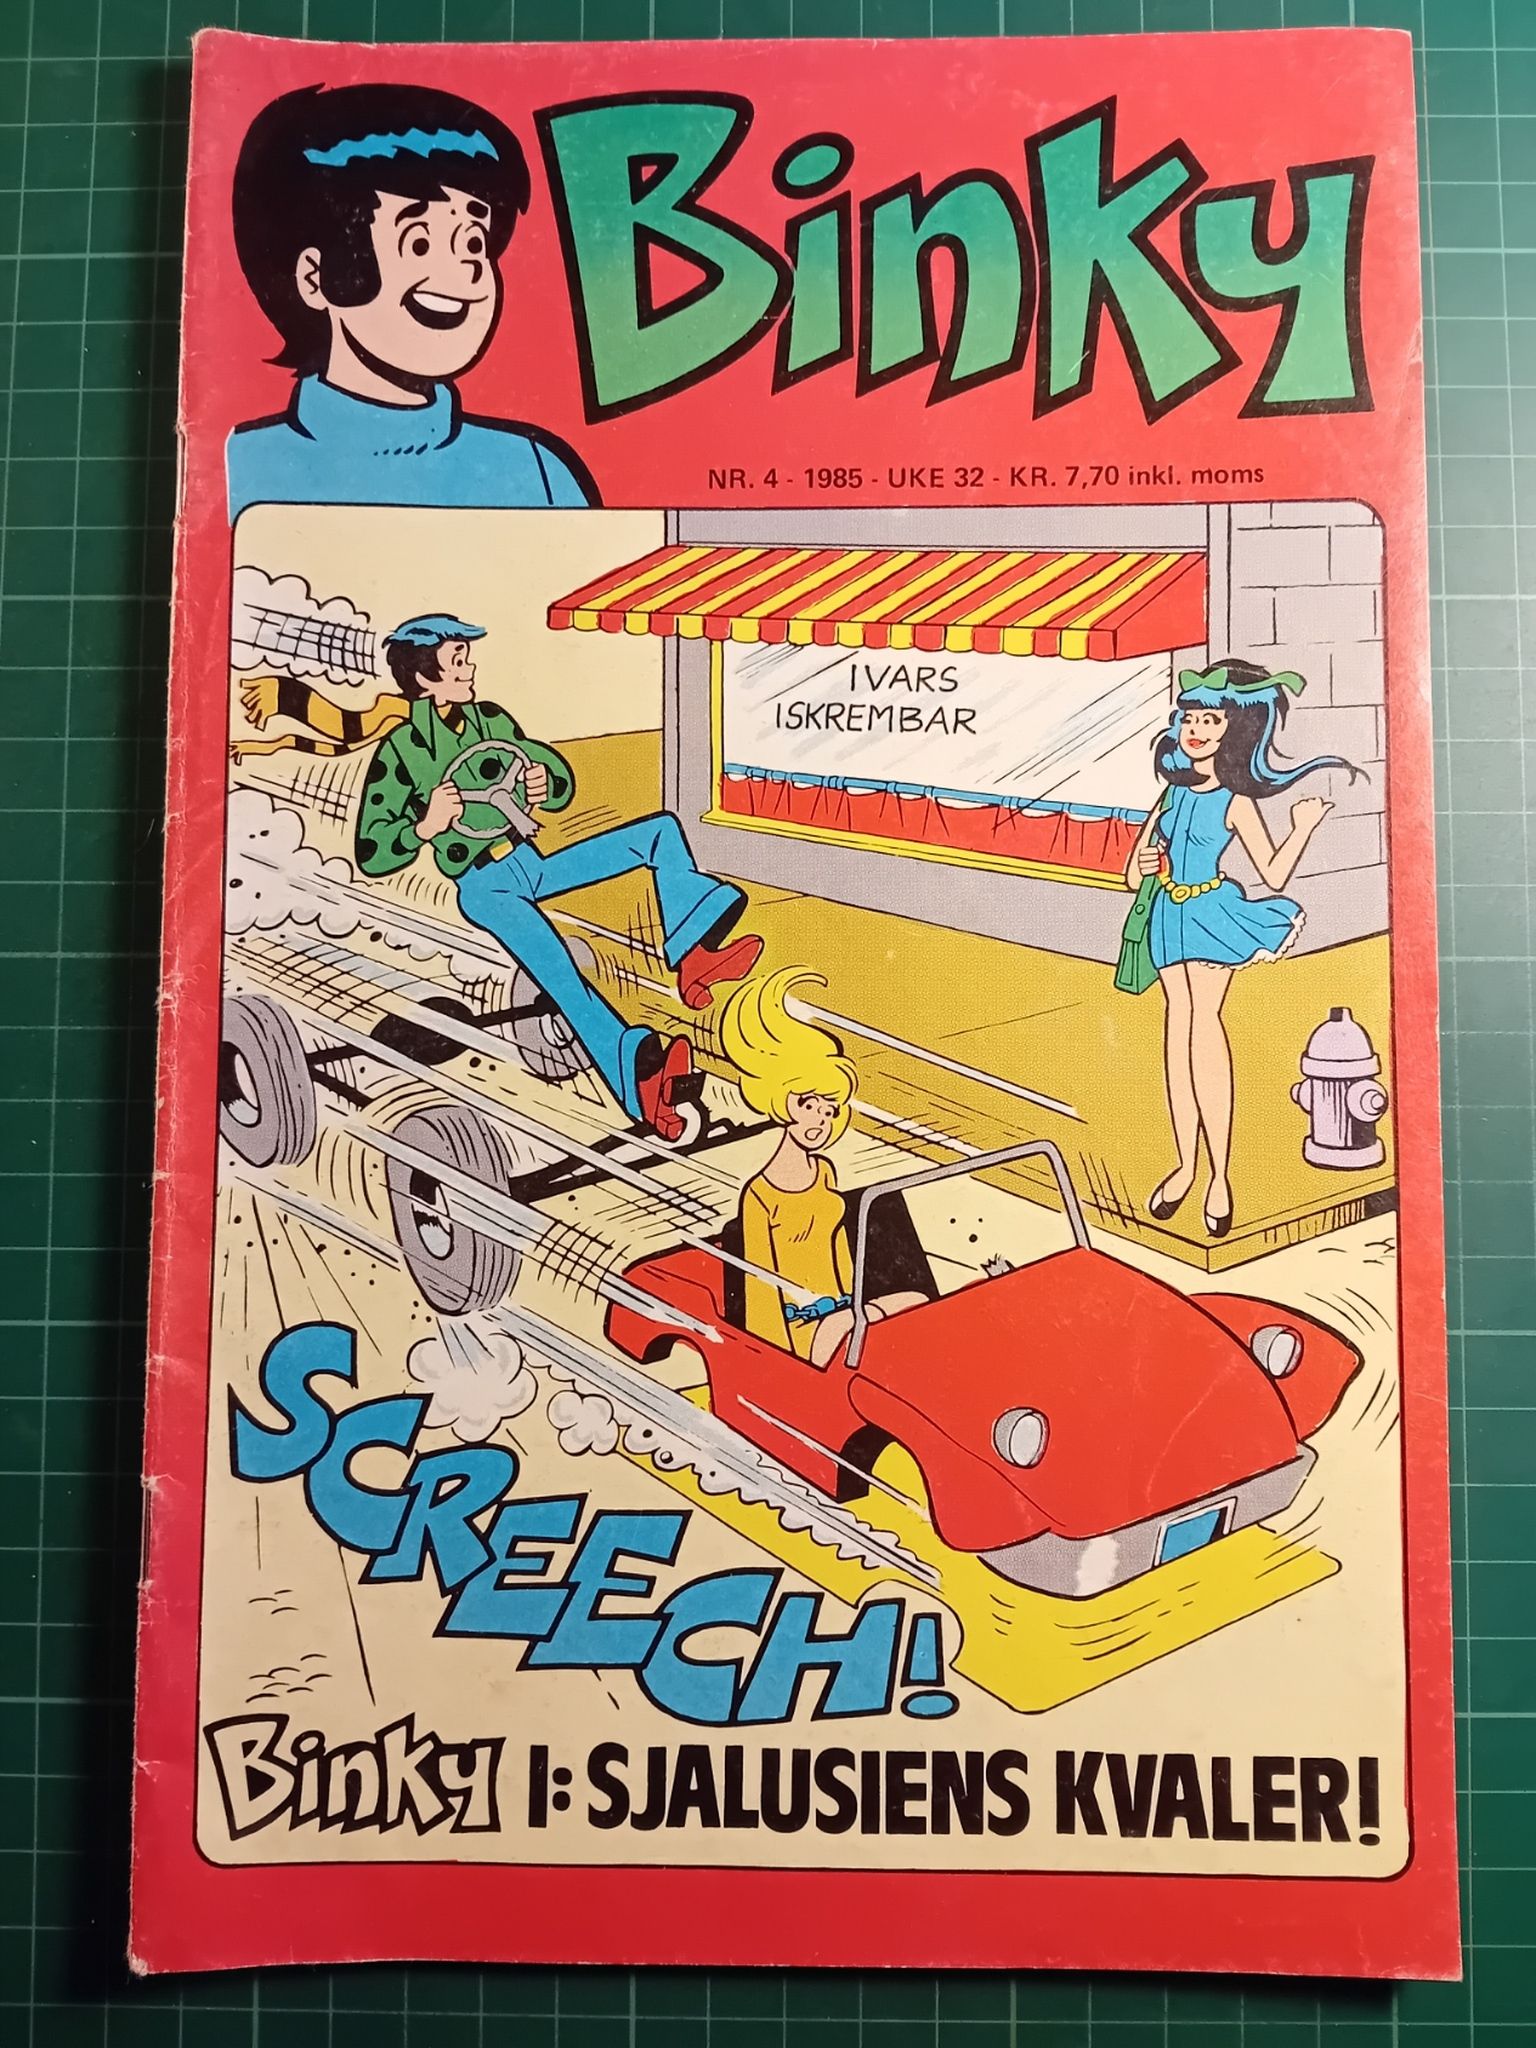 Binky
NR. 4 - 1985 - UKE 32 - KR. 7,70 inkl. moms
IVARS
ISKREMBAR
SCREECH!
Binky I: SJALUSIENS KVALER!